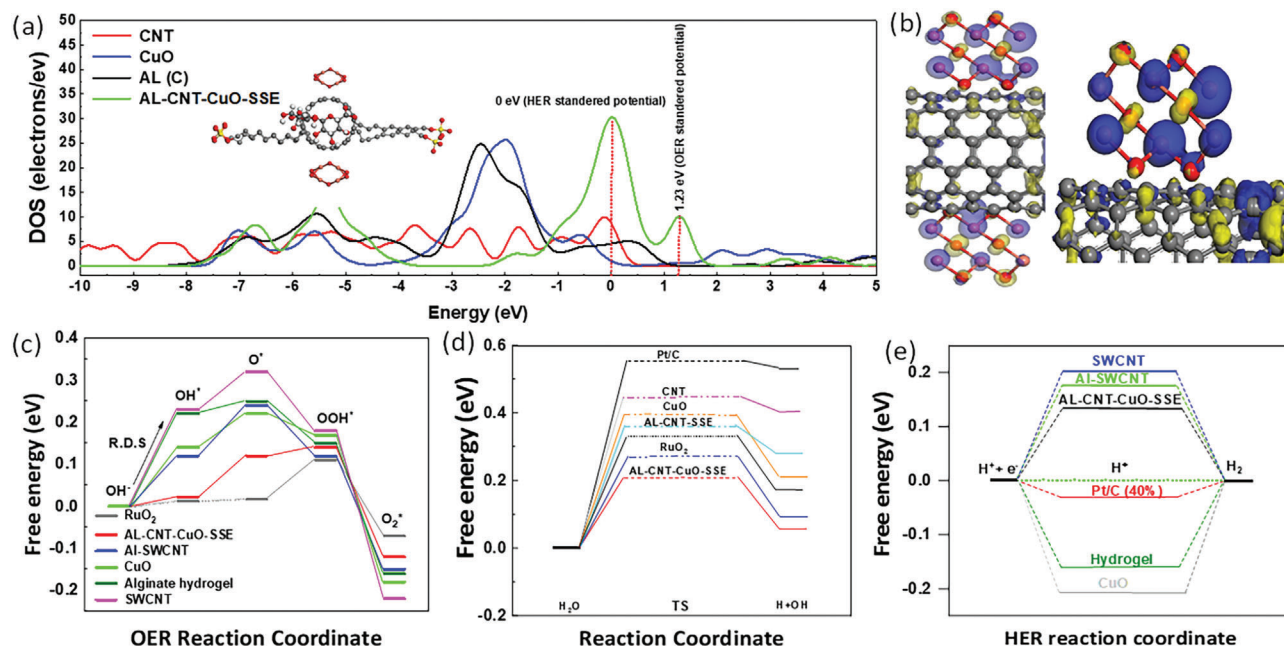 (a)
CNT
CuO
AL (C)
AL-CNT-CuO-SSE
0 eV (HER standered potential)
1.23 eV (OER standered potential)
DOS (electrons/ev)
50
45
40
35
30
25
20
15
10
5
0
-10 -9 -8 -7 -6 -5 -4 -3 -2 -1 0 1 2 3 4 5
Energy (eV)
(b)
(c)
Free energy (eV)
0.4
0.3
0.2
0.1
0.0
-0.1
-0.2
OH-
R.D.S
OH*
O*
OOH*
O2*
RuO2
AL-CNT-CuO-SSE
Al-SWCNT
CuO
Alginate hydrogel
SWCNT
OER Reaction Coordinate
(d)
Free energy (eV)
0.6
0.4
0.2
0.0
0.2
Pt/C
CNT
CuO
AL-CNT-SSE
RuO2
AL-CNT-CuO-SSE
H2O
TS
H+OH
Reaction Coordinate
(e)
Free energy (eV)
0.2
0.1
0.0
-0.1
-0.2
SWCNT
Al-SWCNT
AL-CNT-CuO-SSE
H++ e-
H*
H2
Pt/C (40%)
Hydrogel
CuO
HER reaction coordinate